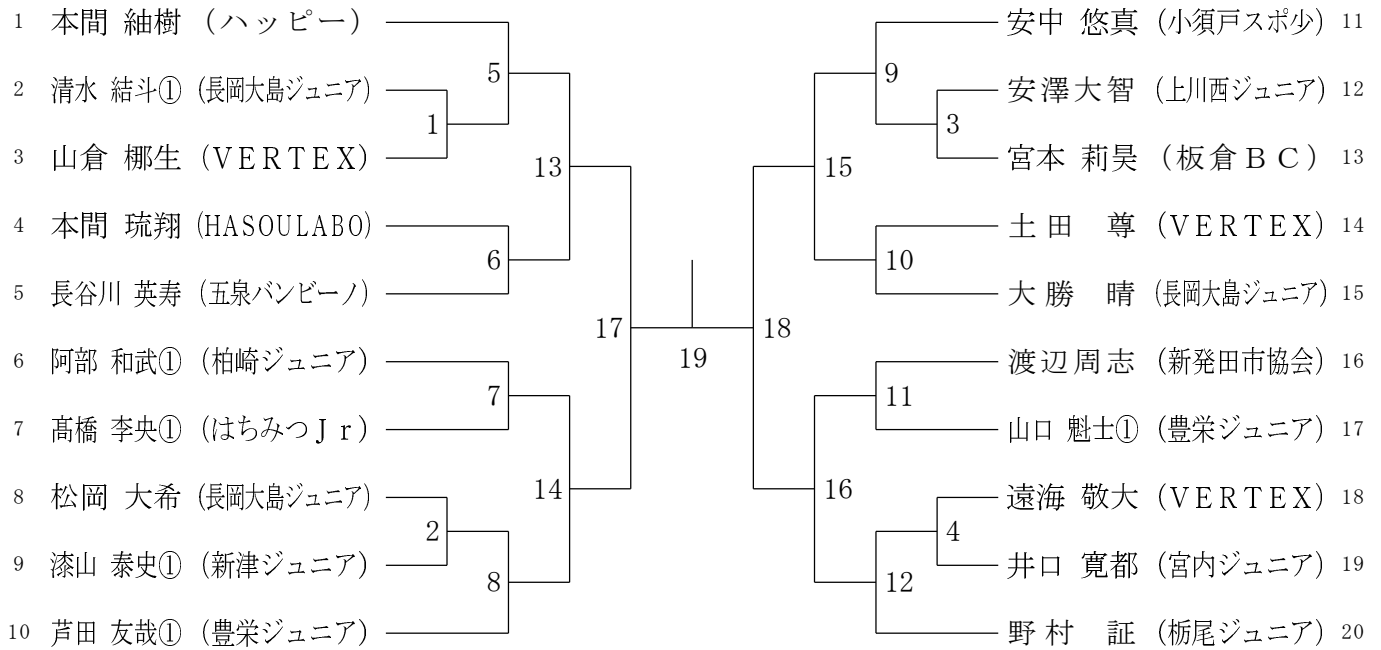 1 本間 紬樹 (ハッピー)
2 清水 結斗① (長岡大島ジュニア)
3 山倉 梛生 (VERTEX)
4 本間 琉翔 (HASOULABO)
5 長谷川 英寿 (五泉バンビーノ)
6 阿部 和武① (柏崎ジュニア)
7 髙橋 李央① (はちみつJr)
8 松岡 大希 (長岡大島ジュニア)
9 漆山 泰史① (新津ジュニア)
10 芦田 友哉① (豊栄ジュニア)
5
1
13
6
17
7
14
2
8
19
9
3
15
10
18
11
16
4
12
安中 悠真 (小須戸スポ少) 11
安澤大智 (上川西ジュニア) 12
宮本 莉昊 (板倉BC) 13
土田 尊 (VERTEX) 14
大勝 晴 (長岡大島ジュニア) 15
渡辺周志 (新発田市協会) 16
山口 魁士① (豊栄ジュニア) 17
遠海 敬大 (VERTEX) 18
井口 寛都 (宮内ジュニア) 19
野村 証 (栃尾ジュニア) 20